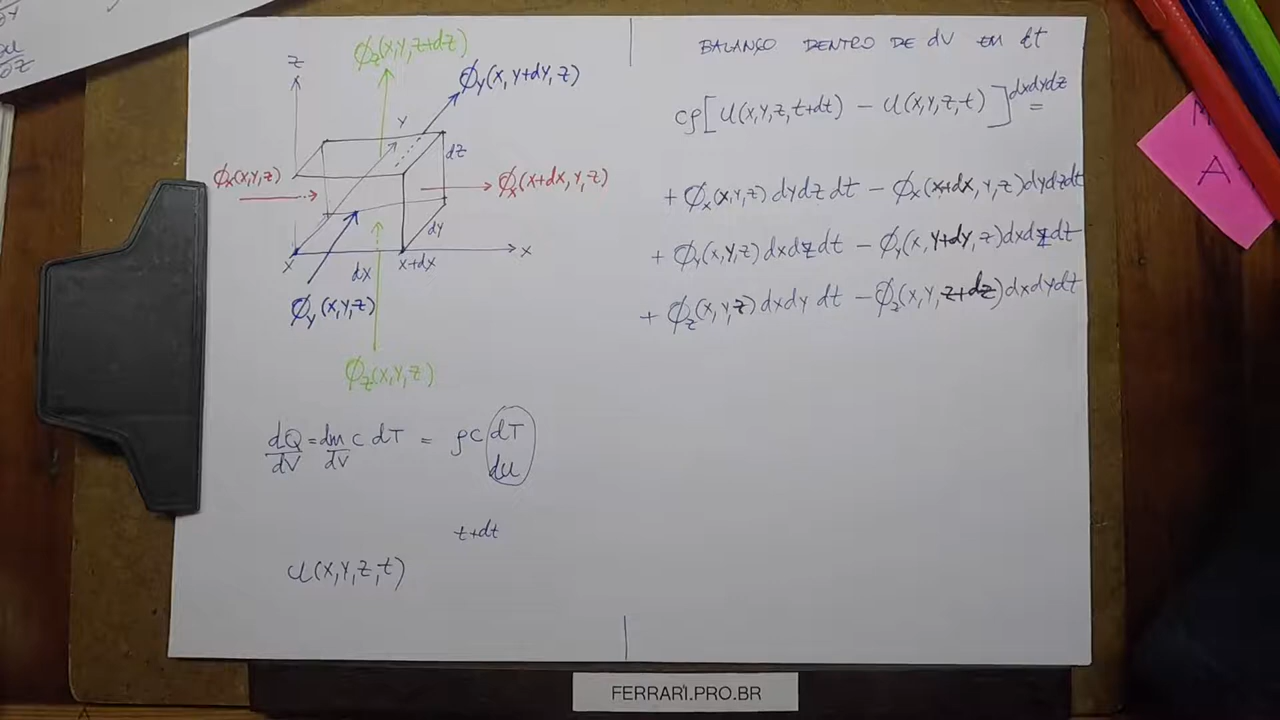 ∂Y
∂u
∂z
z
ϕz(x,y,z+dz)
ϕy(x,y+dy,z)
y
dz
ϕx(x,y,z)
ϕx(x+dx,y,z)
dy
x
dx
x+dx
x
ϕy(x,y,z)
ϕz(x,y,z)
dQ/dV = dm/dV c dT = ρc dT
du
t+dt
u(x,y,z,t)
BALANÇO DENTRO DE dV EM dt
cρ[u(x,y,z,t+dt) − u(x,y,z,t)]dxdydz =
+ ϕx(x,y,z)dydz dt − ϕx(x+dx,y,z)dydzdt
+ ϕy(x,y,z)dxdzdt − ϕy(x,y+dy,z)dxdzdt
+ ϕz(x,y,z)dxdy dt − ϕz(x,y,z+dz)dxdydt
A
FERRARI.PRO.BR